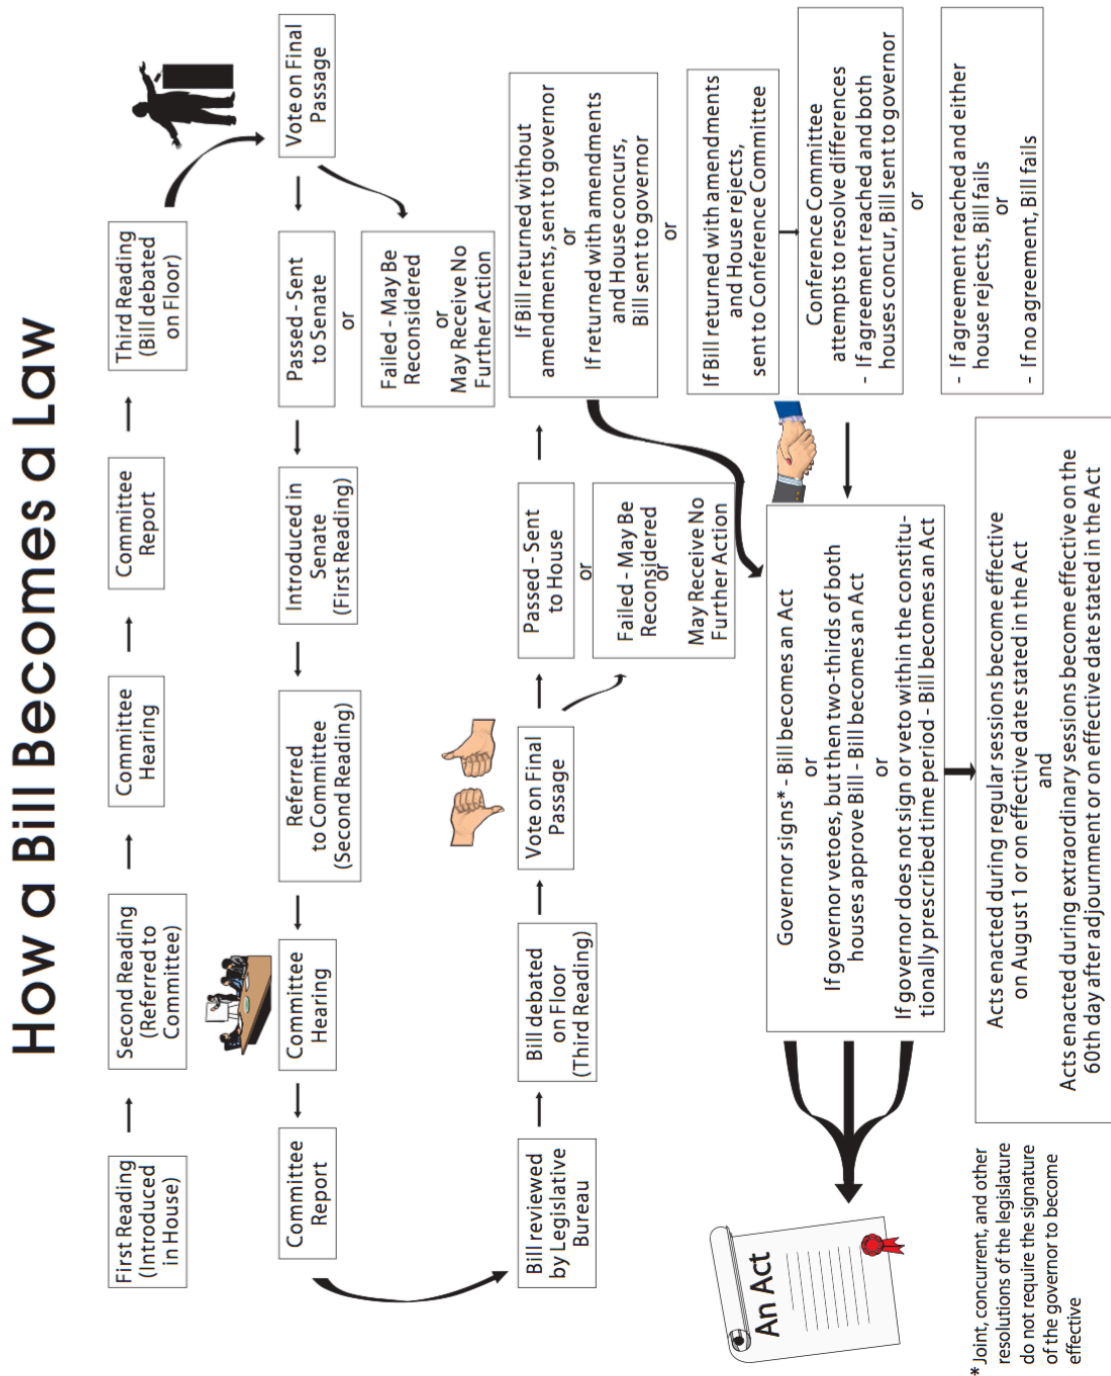 How a Bill Becomes a Law
First Reading
(Introduced
in House)
Second Reading
(Referred to
Committee)
Committee
Hearing
Committee
Report
Third Reading
(Bill debated
on Floor)
Vote on Final
Passage
Passed - Sent
to Senate
or
Failed - May Be
Reconsidered
or
May Receive No
Further Action
Introduced in
Senate
(First Reading)
Referred
to Committee
(Second Reading)
Committee
Hearing
Committee
Report
Bill reviewed
by Legislative
Bureau
Bill debated
on Floor
(Third Reading)
Vote on Final
Passage
Passed - Sent
to House
or
Failed - May Be
Reconsidered
or
May Receive No
Further Action
If Bill returned without
amendments, sent to governor
or
If returned with amendments
and House concurs,
Bill sent to governor
or
If Bill returned with amendments
and House rejects,
sent to Conference Committee
Conference Committee
attempts to resolve differences
- If agreement reached and both
houses concur, Bill sent to governor
or
- If agreement reached and either
house rejects, Bill fails
or
- If no agreement, Bill fails
Governor signs* - Bill becomes an Act
or
If governor vetoes, but then two-thirds of both
houses approve Bill - Bill becomes an Act
or
If governor does not sign or veto within the constitu-
tionally prescribed time period - Bill becomes an Act
Acts enacted during regular sessions become effective
on August 1 or on effective date stated in the Act
and
Acts enacted during extraordinary sessions become effective on the
60th day after adjournment or on effective date stated in the Act
An Act
* Joint, concurrent, and other
resolutions of the legislature
do not require the signature
of the governor to become
effective